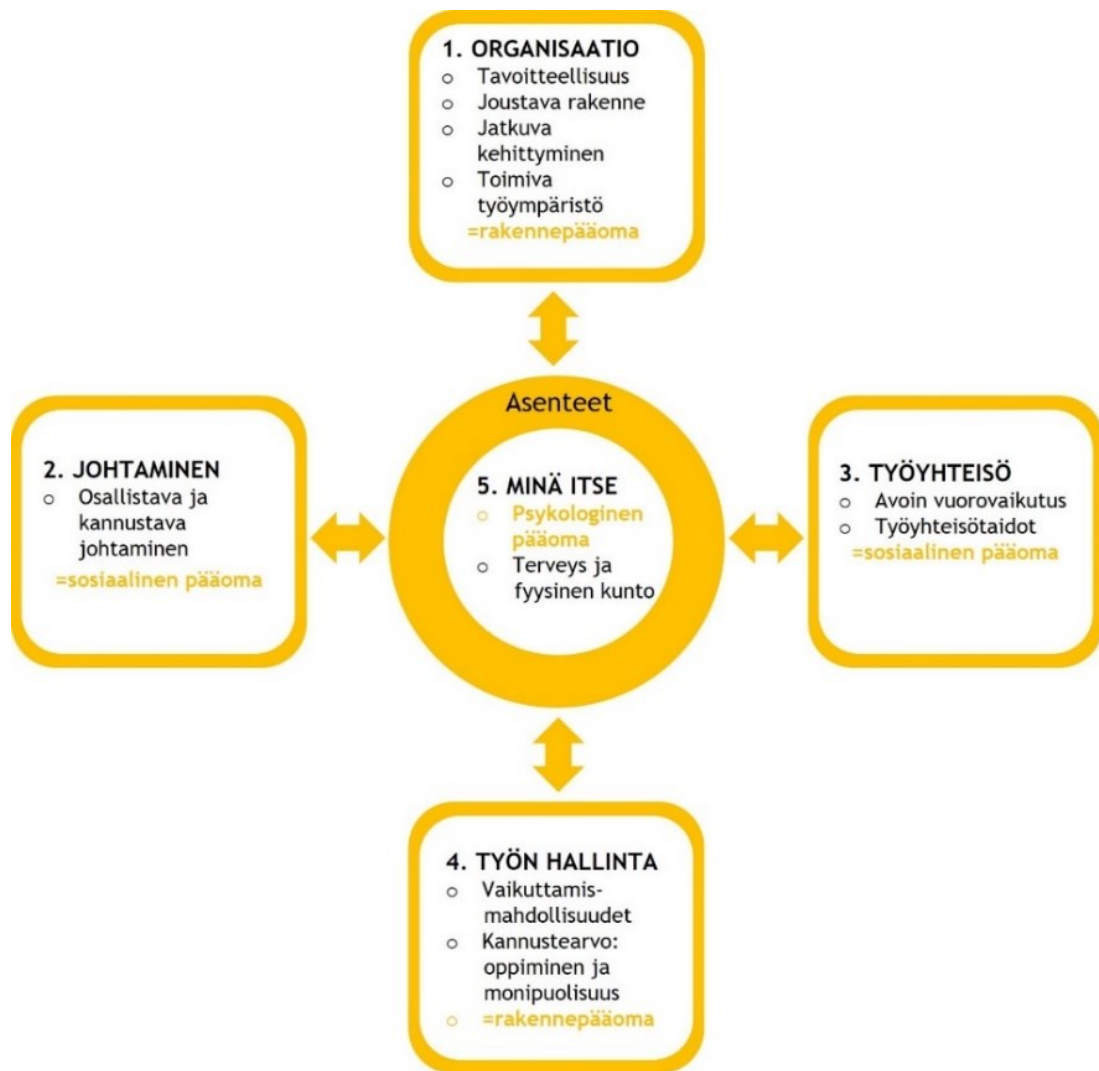 1. ORGANISAATIO
o Tavoitteellisuus
o Joustava rakenne
o Jatkuva
kehittyminen
o Toimiva
työympäristö
=rakennepääoma
Asenteet
2. JOHTAMINEN
o Osallistava ja
kannustava
johtaminen
=sosiaalinen pääoma
5. MINÄ ITSE
o Psykologinen
pääoma
o Terveys ja
fyysinen kunto
3. TYÖYHTEISÖ
o Avoin vuorovaikutus
o Työyhteisötaidot
=sosiaalinen pääoma
4. TYÖN HALLINTA
o Vaikuttamis-
mahdollisuudet
o Kannustearvo:
oppiminen ja
monipuolisuus
o =rakennepääoma